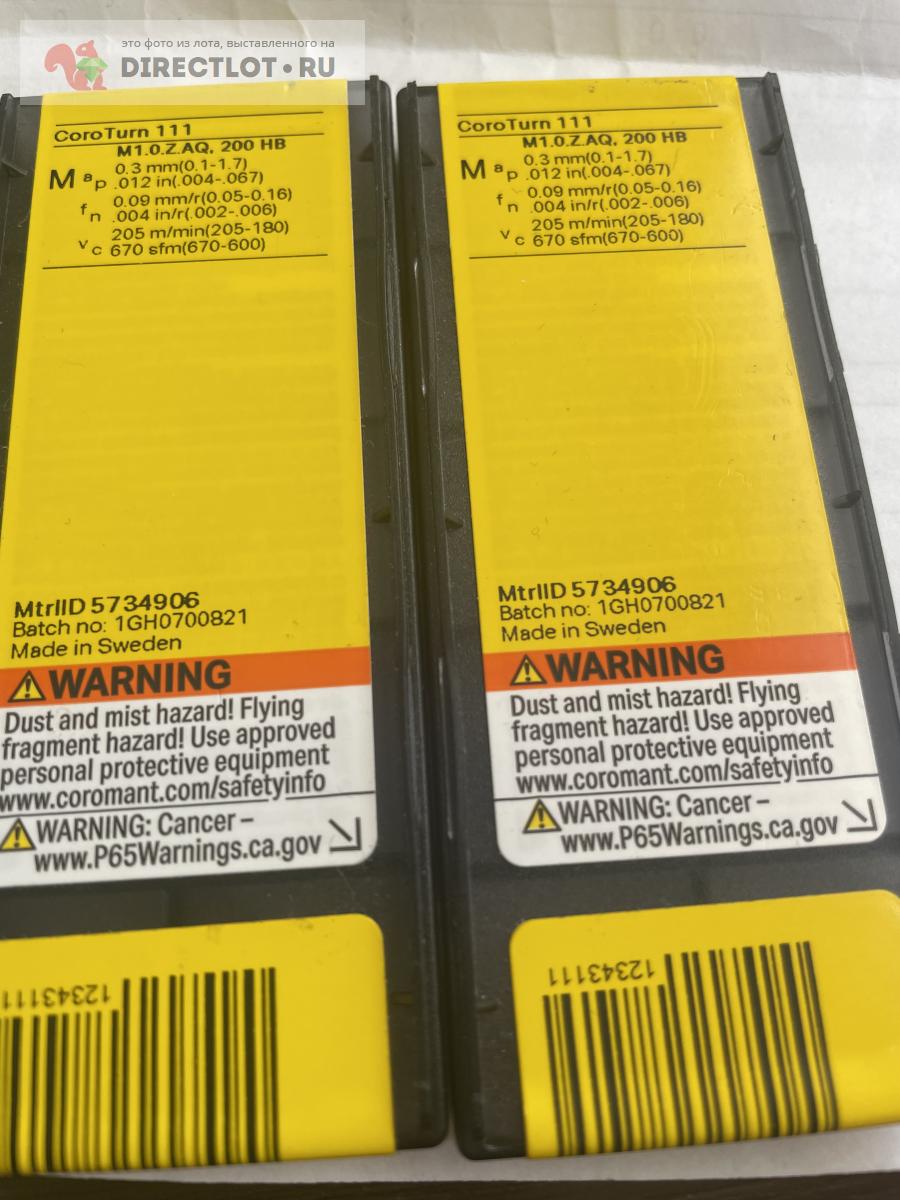 это фото из лота, выставленного на
DIRECTLOT•RU
CoroTurn 111
M1.0.Z.AQ, 200 HB
M ap 0.3 mm(0.1-1.7)
.012 in(.004-.067)
fn 0.09 mm/r(0.05-0.16)
.004 in/r(.002-.006)
vc 205 m/min(205-180)
670 sfm(670-600)
MtrlID 5734906
Batch no: 1GH0700821
Made in Sweden
WARNING
Dust and mist hazard! Flying
fragment hazard! Use approved
personal protective equipment
www.coromant.com/safetyinfo
WARNING: Cancer –
www.P65Warnings.ca.gov
12343111
CoroTurn 111
M1.0.Z.AQ, 200 HB
M ap 0.3 mm(0.1-1.7)
.012 in(.004-.067)
fn 0.09 mm/r(0.05-0.16)
.004 in/r(.002-.006)
vc 205 m/min(205-180)
670 sfm(670-600)
MtrlID 5734906
Batch no: 1GH0700821
Made in Sweden
WARNING
Dust and mist hazard! Flying
fragment hazard! Use approved
personal protective equipment
www.coromant.com/safetyinfo
WARNING: Cancer –
www.P65Warnings.ca.gov
12343111